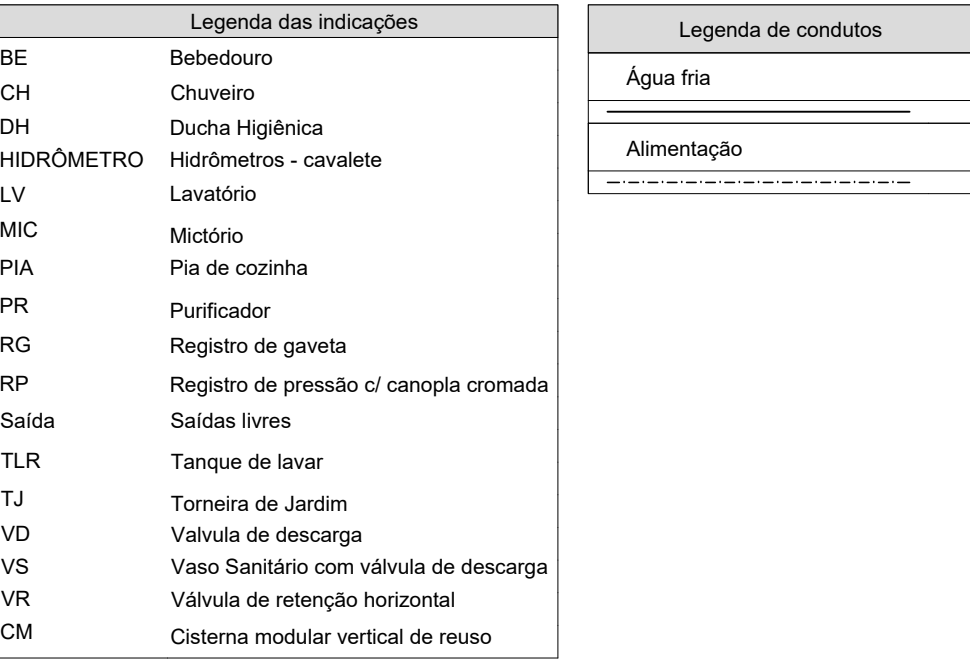 Legenda das indicações
BE Bebedouro
CH Chuveiro
DH Ducha Higiênica
HIDRÔMETRO Hidrômetros - cavalete
LV Lavatório
MIC Mictório
PIA Pia de cozinha
PR Purificador
RG Registro de gaveta
RP Registro de pressão c/ canopla cromada
Saída Saídas livres
TLR Tanque de lavar
TJ Torneira de Jardim
VD Valvula de descarga
VS Vaso Sanitário com válvula de descarga
VR Válvula de retenção horizontal
CM Cisterna modular vertical de reuso
Legenda de condutos
Água fria
Alimentação